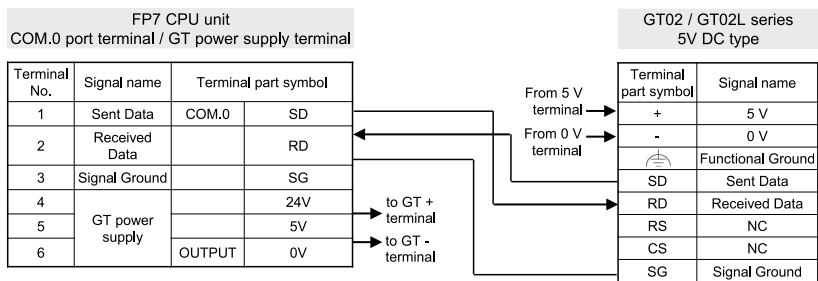 FP7 CPU unit
COM.0 port terminal / GT power supply terminal
Terminal No.
Signal name
Terminal part symbol
1
Sent Data
COM.0
SD
2
Received Data
RD
3
Signal Ground
SG
4
GT power supply
24V
5
5V
6
OUTPUT
0V
to GT + terminal
to GT - terminal
From 5 V terminal
From 0 V terminal
GT02 / GT02L series
5V DC type
Terminal part symbol
Signal name
+
5 V
-
0 V
Functional Ground
SD
Sent Data
RD
Received Data
RS
NC
CS
NC
SG
Signal Ground